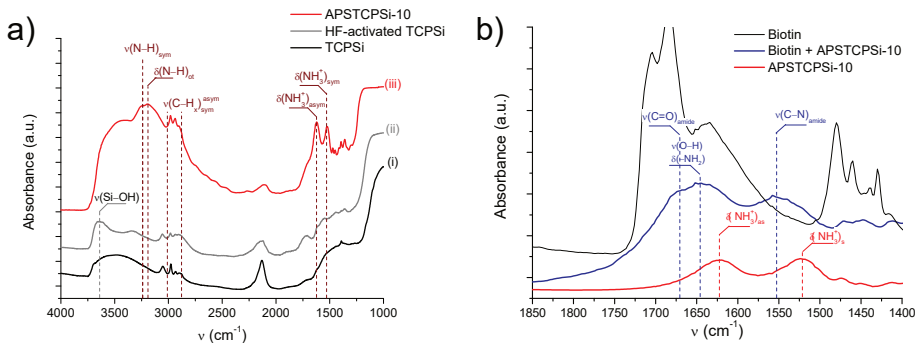 a)
APSTCPSi-10
HF-activated TCPSi
TCPSi
ν(N–H)sym
δ(N–H)ot
ν(C–Hx)asym sym
δ(NH3+)sym
δ(NH3+)asym
(iii)
(ii)
(i)
ν(Si–OH)
Absorbance (a.u.)
4000 3500 3000 2500 2000 1500 1000
ν (cm-1)
b)
Biotin
Biotin + APSTCPSi-10
APSTCPSi-10
ν(C=O)amide
ν(C–N)amide
ν(O–H)
δ(–NH2)
δ( NH3+)as
δ( NH3+)s
Absorbance (a.u.)
1850 1800 1750 1700 1650 1600 1550 1500 1450 1400
ν (cm-1)